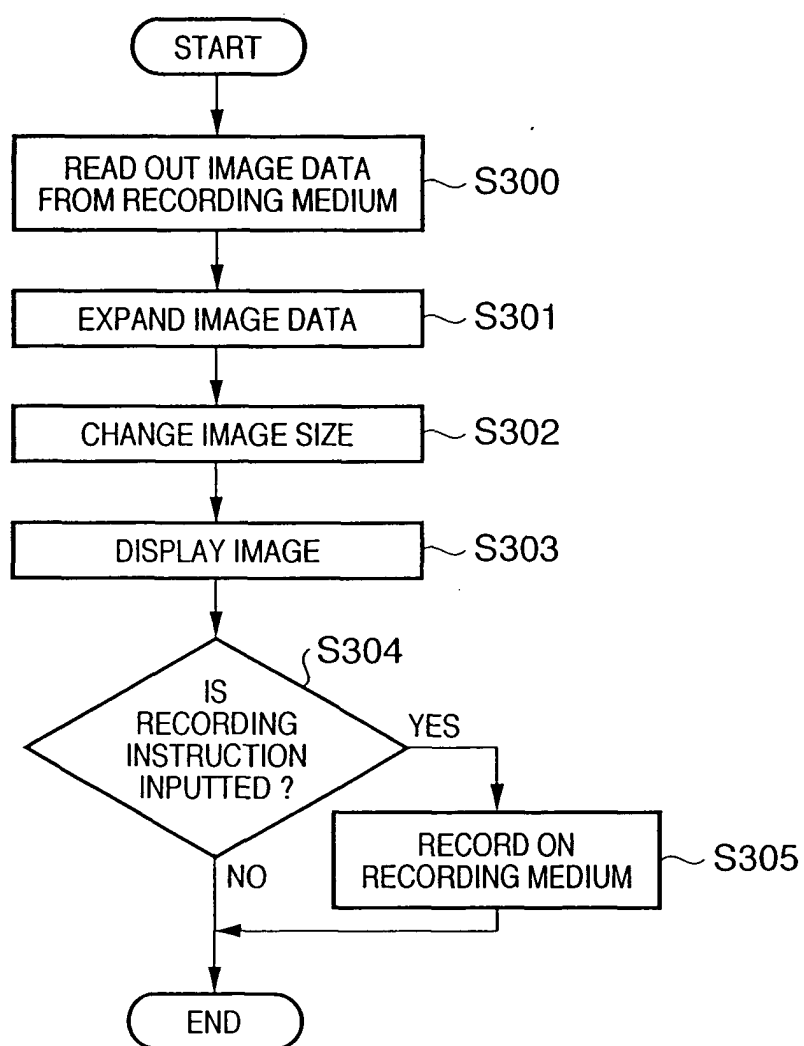 START
READ OUT IMAGE DATA
FROM RECORDING MEDIUM
S300
EXPAND IMAGE DATA
S301
CHANGE IMAGE SIZE
S302
DISPLAY IMAGE
S303
S304
IS
RECORDING
INSTRUCTION
INPUTTED ?
YES
RECORD ON
RECORDING MEDIUM
S305
NO
END